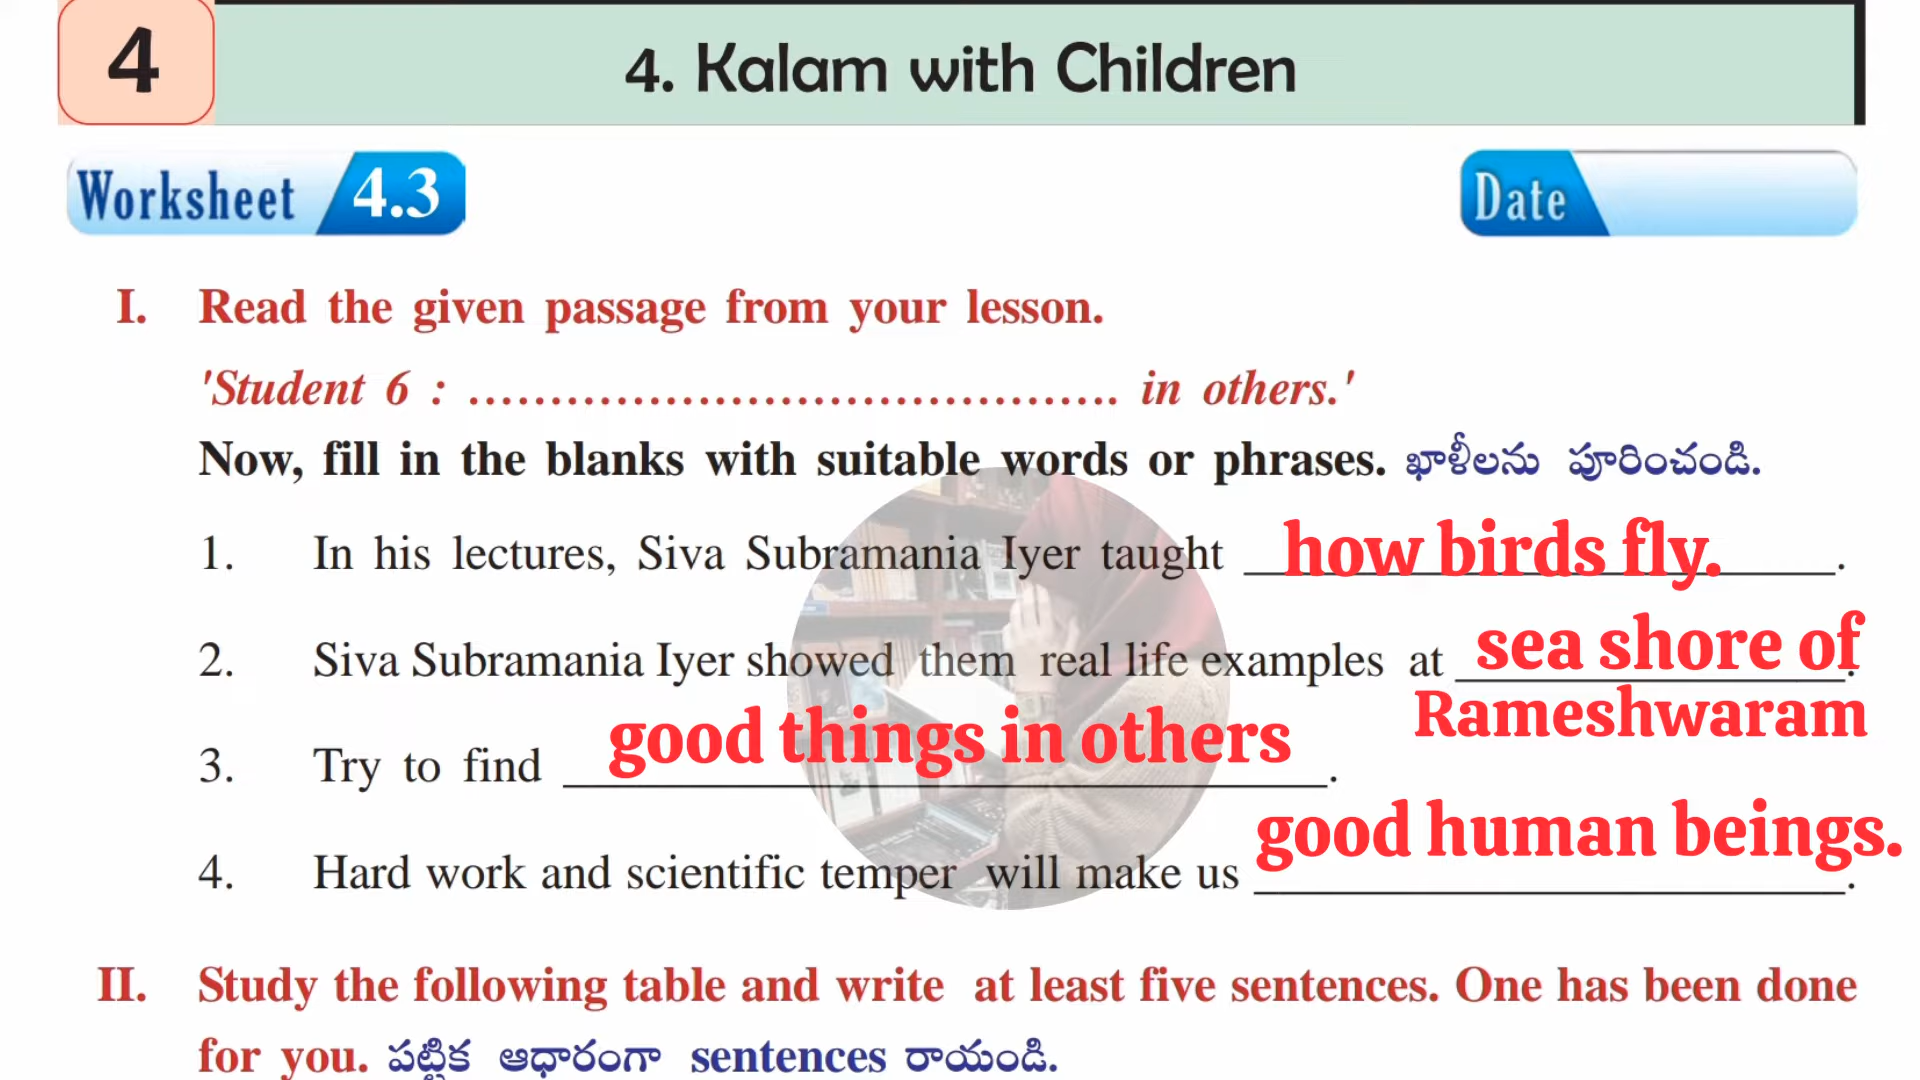 4
4. Kalam with Children
Worksheet 4.3
Date
I. Read the given passage from your lesson.
'Student 6 : ........................................ in others.'
Now, fill in the blanks with suitable words or phrases. ఖాళీలను పూరించండి.
1. In his lectures, Siva Subramania Iyer taught how birds fly. .
2. Siva Subramania Iyer showed them real life examples at sea shore of .
Rameshwaram
3. Try to find good things in others .
4. Hard work and scientific temper will make us good human beings. .
II. Study the following table and write at least five sentences. One has been done
for you. పట్టిక ఆధారంగా sentences రాయండి.